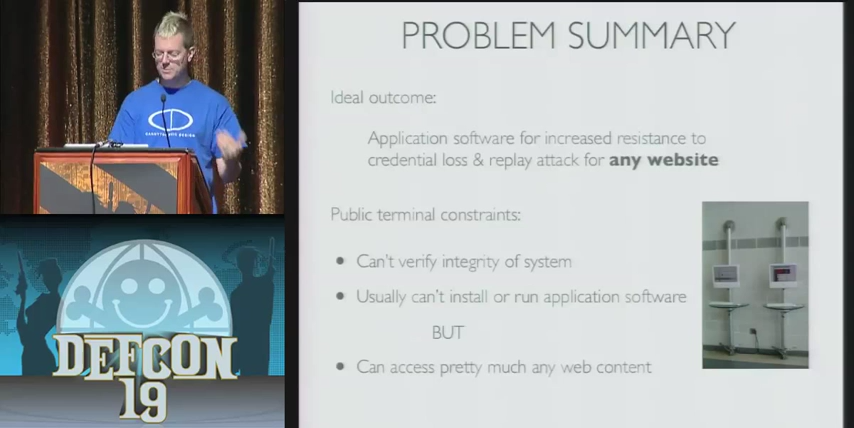 PROBLEM SUMMARY
Ideal outcome:
Application software for increased resistance to
credential loss & replay attack for any website
Public terminal constraints:
Can't verify integrity of system
Usually can't install or run application software
BUT
Can access pretty much any web content
DEFCON
19